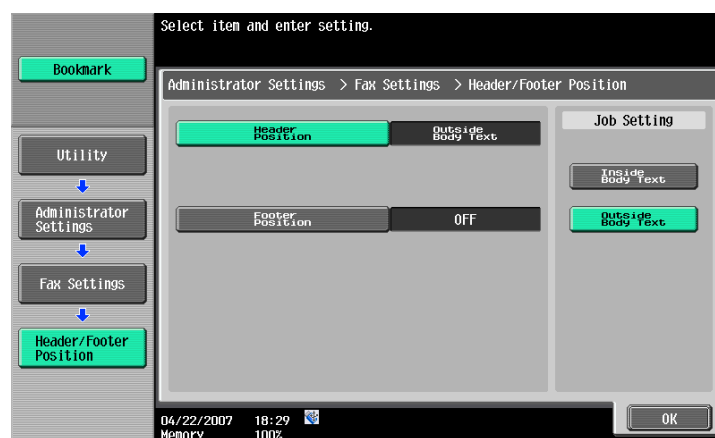 Select item and enter setting.
Bookmark
Administrator Settings > Fax Settings > Header/Footer Position
Header
Position
Outside
Body Text
Job Setting
Utility
Inside
Body Text
Administrator
Settings
Footer
Position
OFF
Outside
Body Text
Fax Settings
Header/Footer
Position
04/22/2007 18:29
Memory 100%
OK